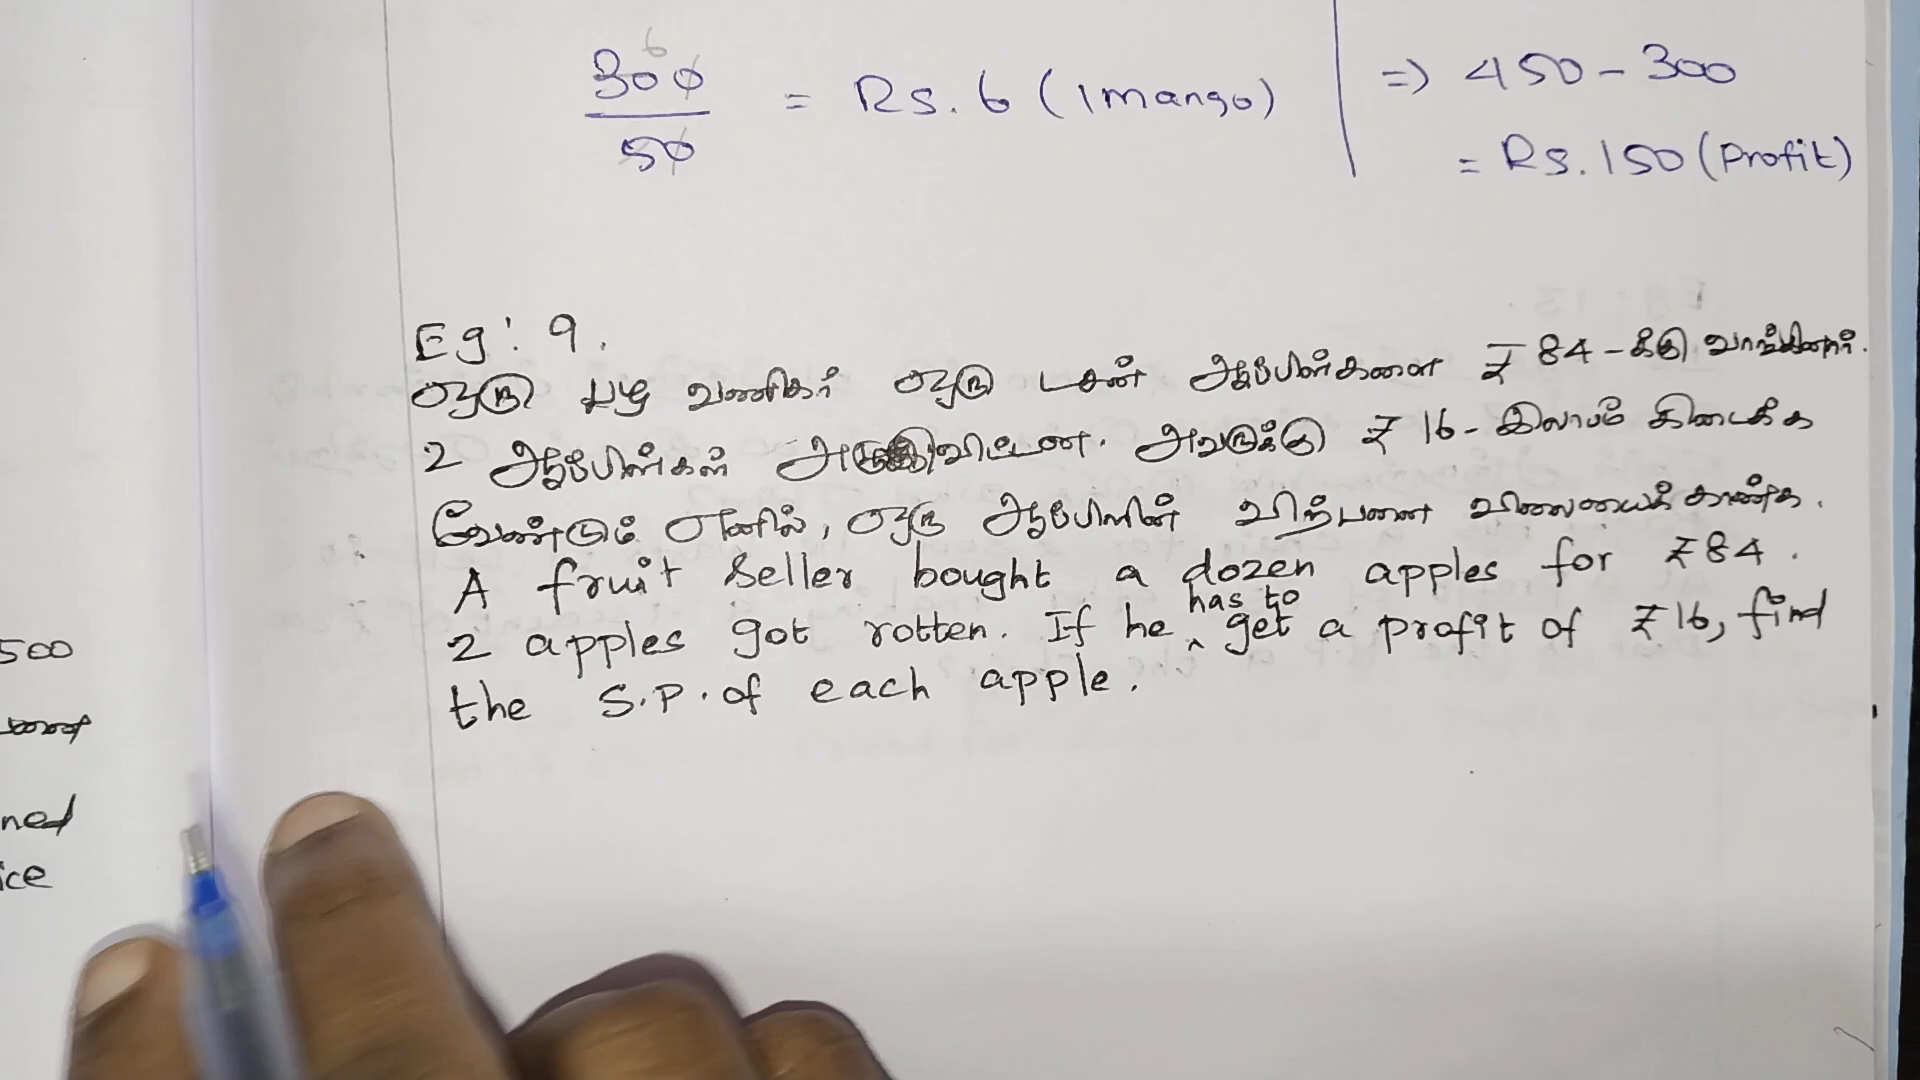 6
300/50 = Rs. 6 (1 mango)
=> 450 - 300
= Rs. 150 (Profit)
Eg: 9.
ஒரு பழ வணிகர் ஒரு டசன் ஆப்பிள்களை ₹ 84 - க்கு வாங்கினார்.
2 ஆப்பிள்கள் அழுகிவிட்டன. அவருக்கு ₹ 16 - இலாபம் கிடைக்க
வேண்டும் எனில், ஒரு ஆப்பிளின் விற்பனை விலையைக் காண்க.
A fruit seller bought a dozen apples for ₹84.
has to
2 apples got rotten. If he ^ get a profit of ₹16, find
the S.P. of each apple.
500
ned
ice